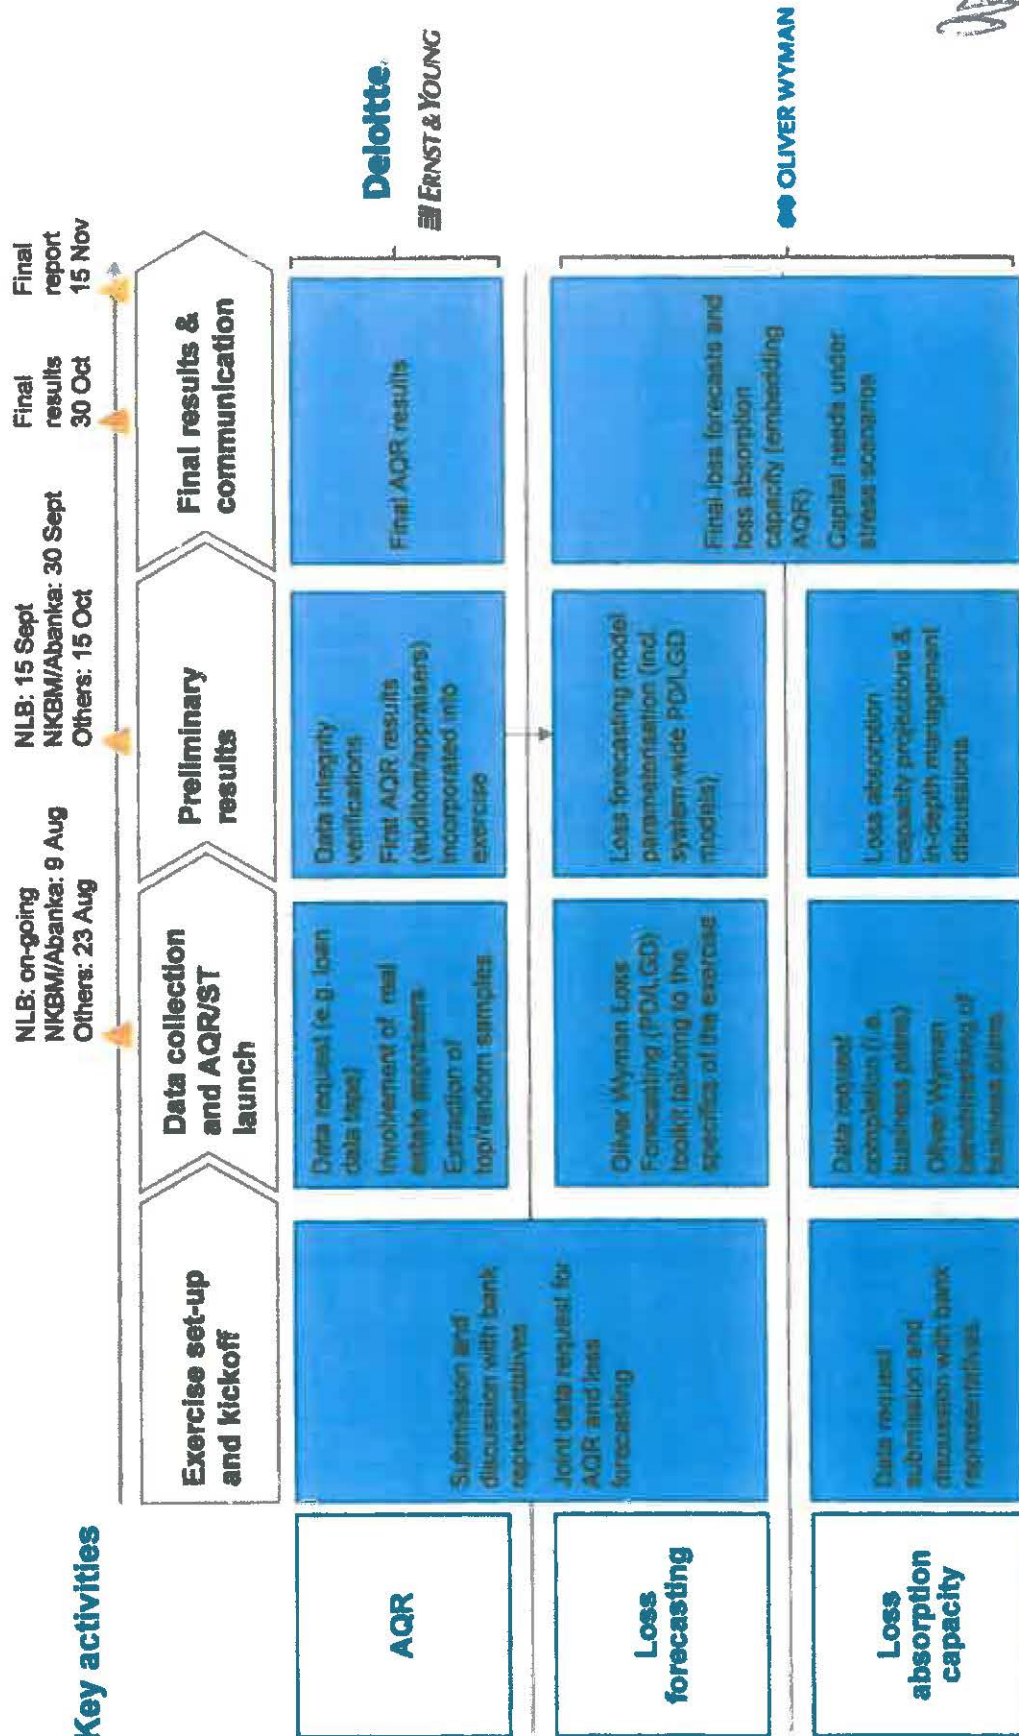 Key activities
NLB: on-going
NKBM/Abanka: 9 Aug
Others: 23 Aug
NLB: 15 Sept
NKBM/Abanka: 30 Sept
Others: 15 Oct
Final
results
30 Oct
Final
report
15 Nov
Exercise set-up
and kickoff
Data collection
and AQR/ST
launch
Preliminary
results
Final results &
communication
AQR
Submission and
discussion with bank
representatives
Joint data request for
AQR and loss
forecasting
Data request (e.g. loan
data tape)
Involvement of real
estate appraisers
Extraction of
top/random samples
Data integrity
verifications
First AQR results
(auditors/appraisers)
incorporated into
exercise
Final AQR results
Deloitte.
ERNST & YOUNG
Loss
forecasting
Oliver Wyman Loss
Forecasting (PD/LGD)
toolkit tailoring to the
specifics of the exercise
Loss forecasting model
parameterisation (incl
system-wide PD/LGD
models)
Final loss forecasts and
loss absorption
capacity (embedding
AQR)
Capital needs under
stress scenarios
OLIVER WYMAN
Loss
absorption
capacity
Data request
submission and
discussion with bank
representatives
Data request
completion (i.e.
business plans)
Oliver Wyman
benchmarking of
business plans
Loss absorption
capacity projections &
in-depth management
discussions